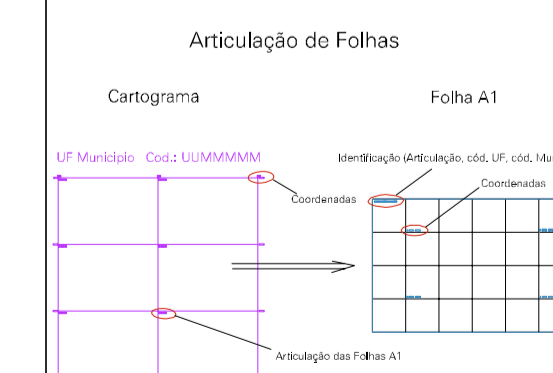 Articulação de Folhas
Cartograma
Folha A1
UF Municipio Cod.: UUMMMMM
Identificação (Articulação, cód. UF, cód. Mu
Coordenadas
Coordenadas
Articulação das Folhas A1